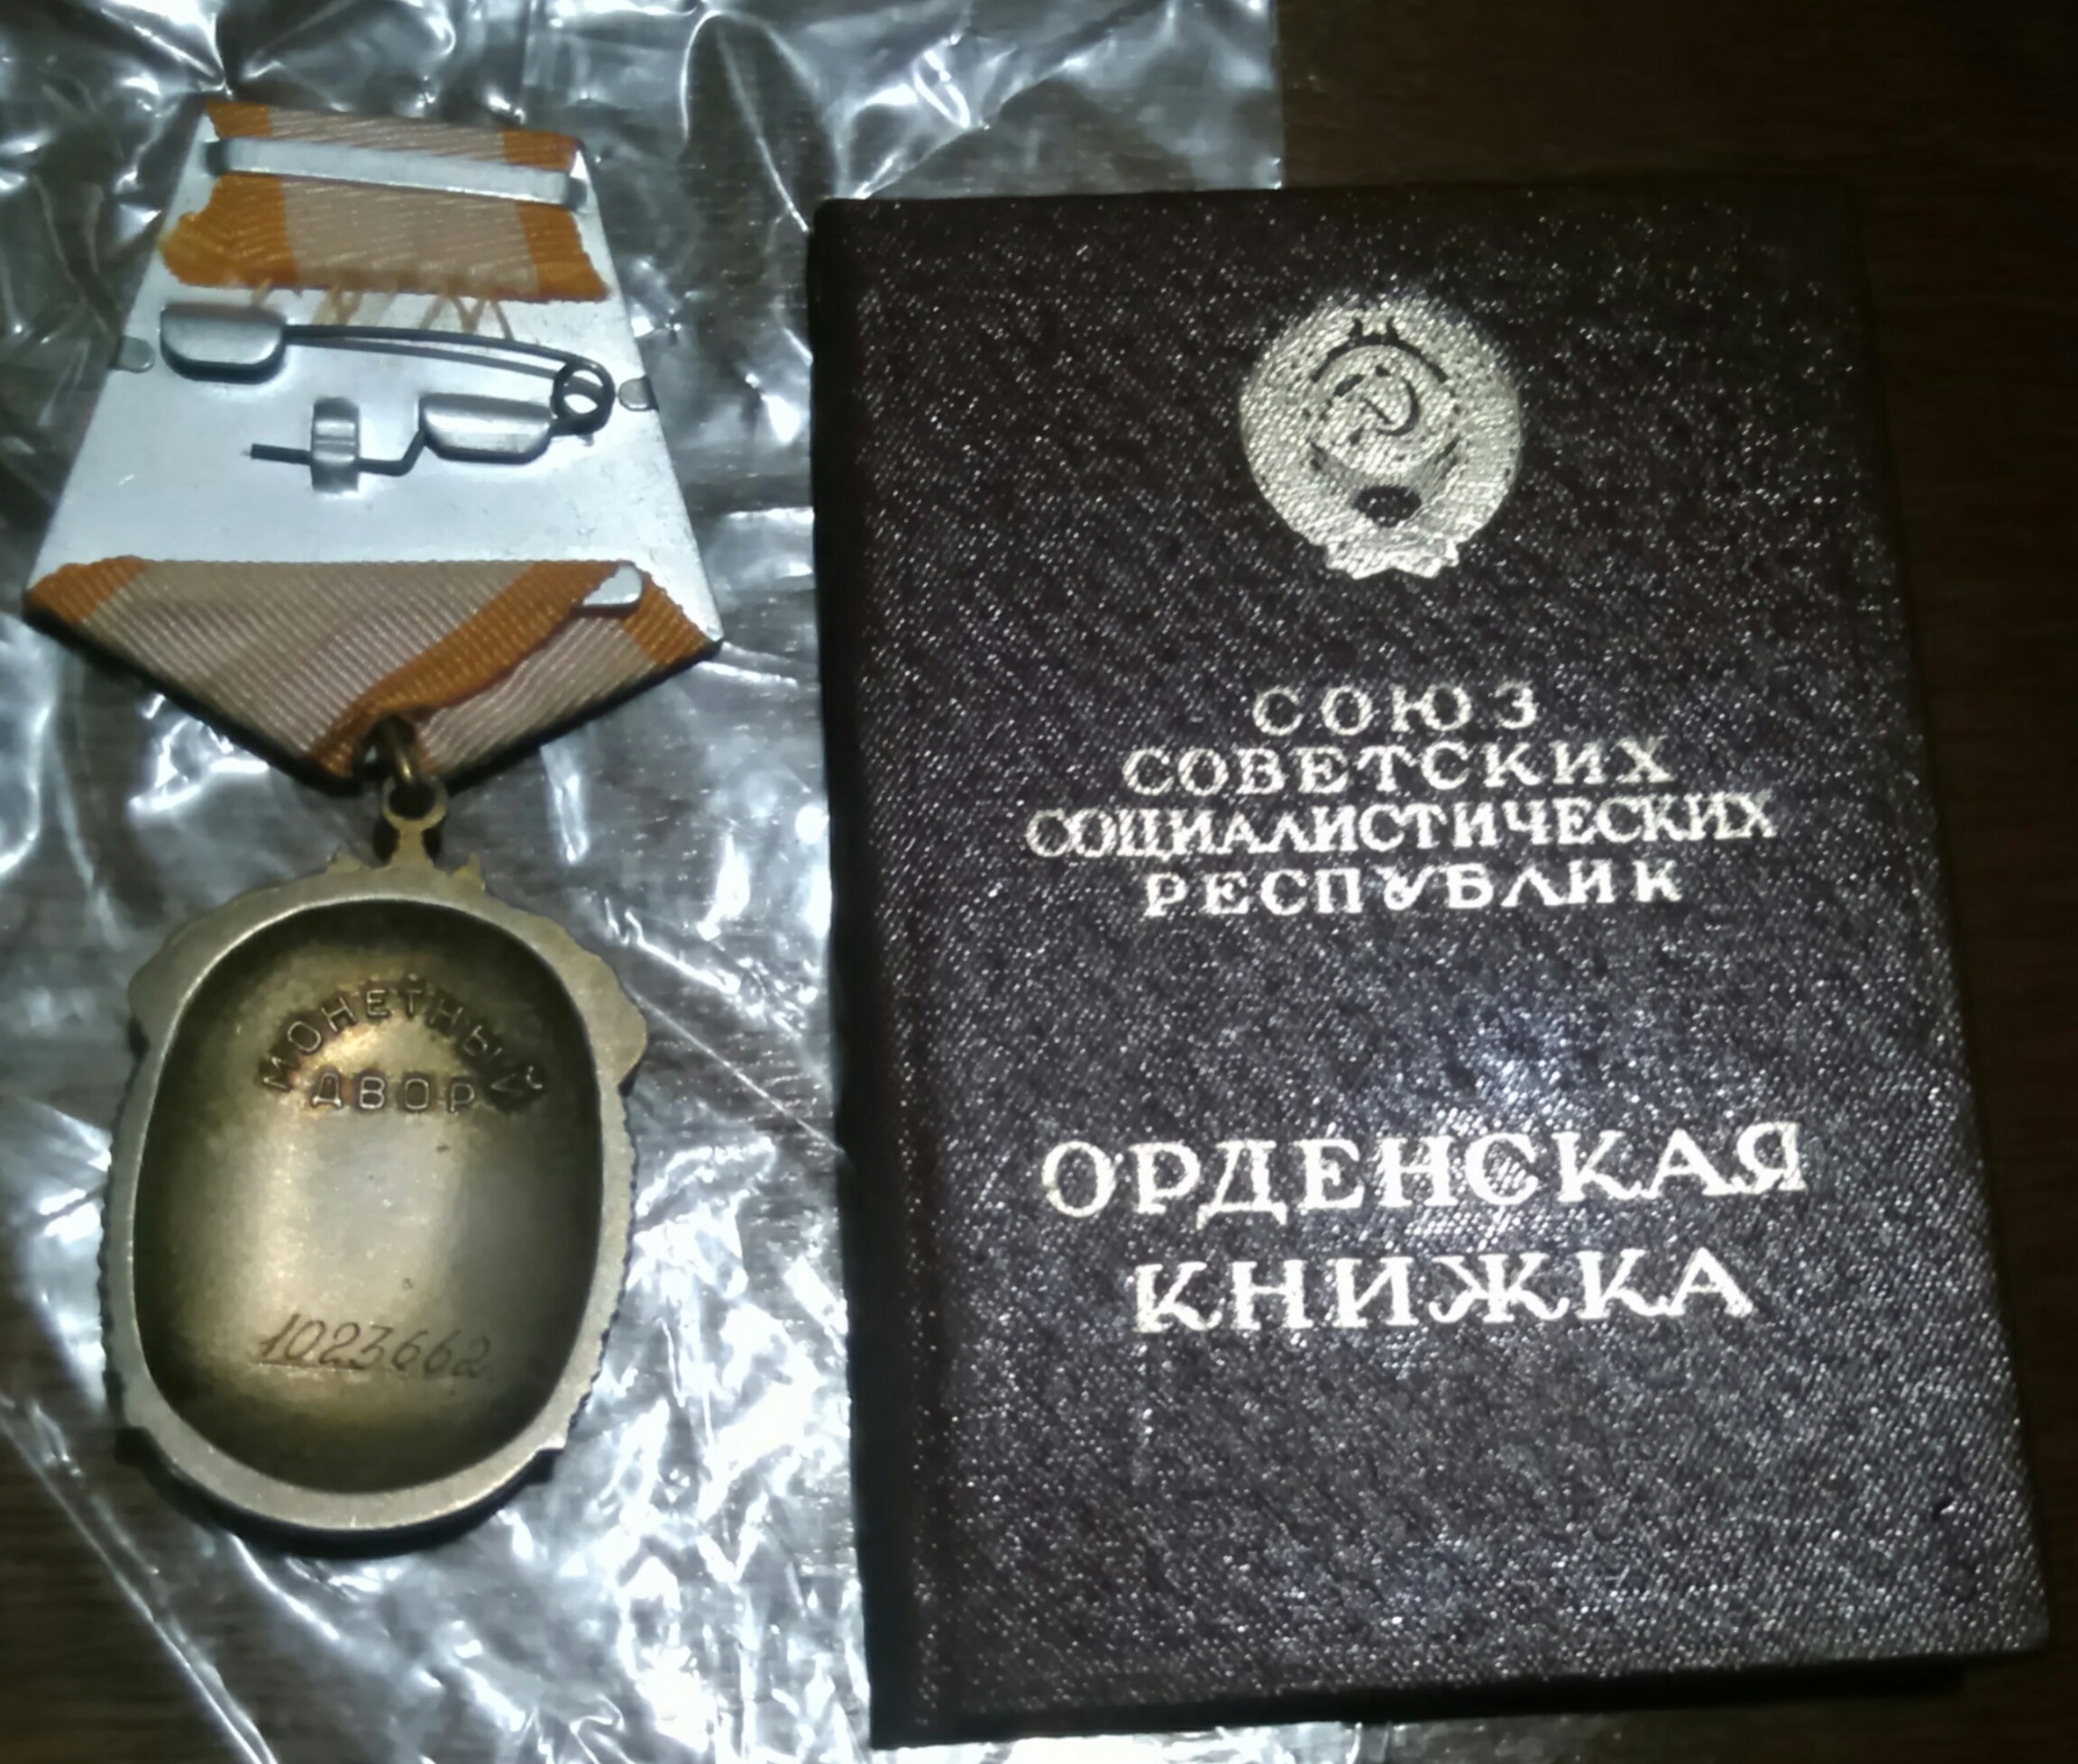 МОНЕТНЫЙ
ДВОР
1023662
СОЮЗ
СОВЕТСКИХ
СОЦИАЛИСТИЧЕСКИХ
РЕСПУБЛИК
ОРДЕНСКАЯ
КНИЖКА